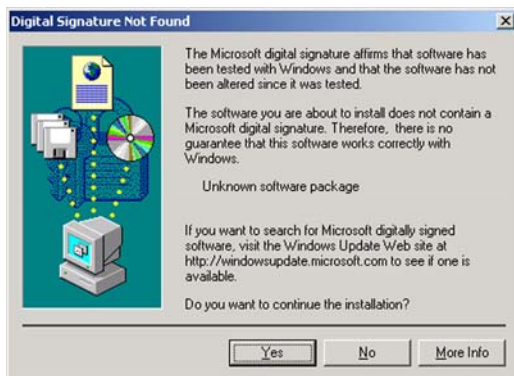 Digital Signature Not Found
The Microsoft digital signature affirms that software has
been tested with Windows and that the software has not
been altered since it was tested.
The software you are about to install does not contain a
Microsoft digital signature. Therefore, there is no
guarantee that this software works correctly with
Windows.
Unknown software package
If you want to search for Microsoft digitally signed
software, visit the Windows Update Web site at
http://windowsupdate.microsoft.com to see if one is
available.
Do you want to continue the installation?
Yes No More Info